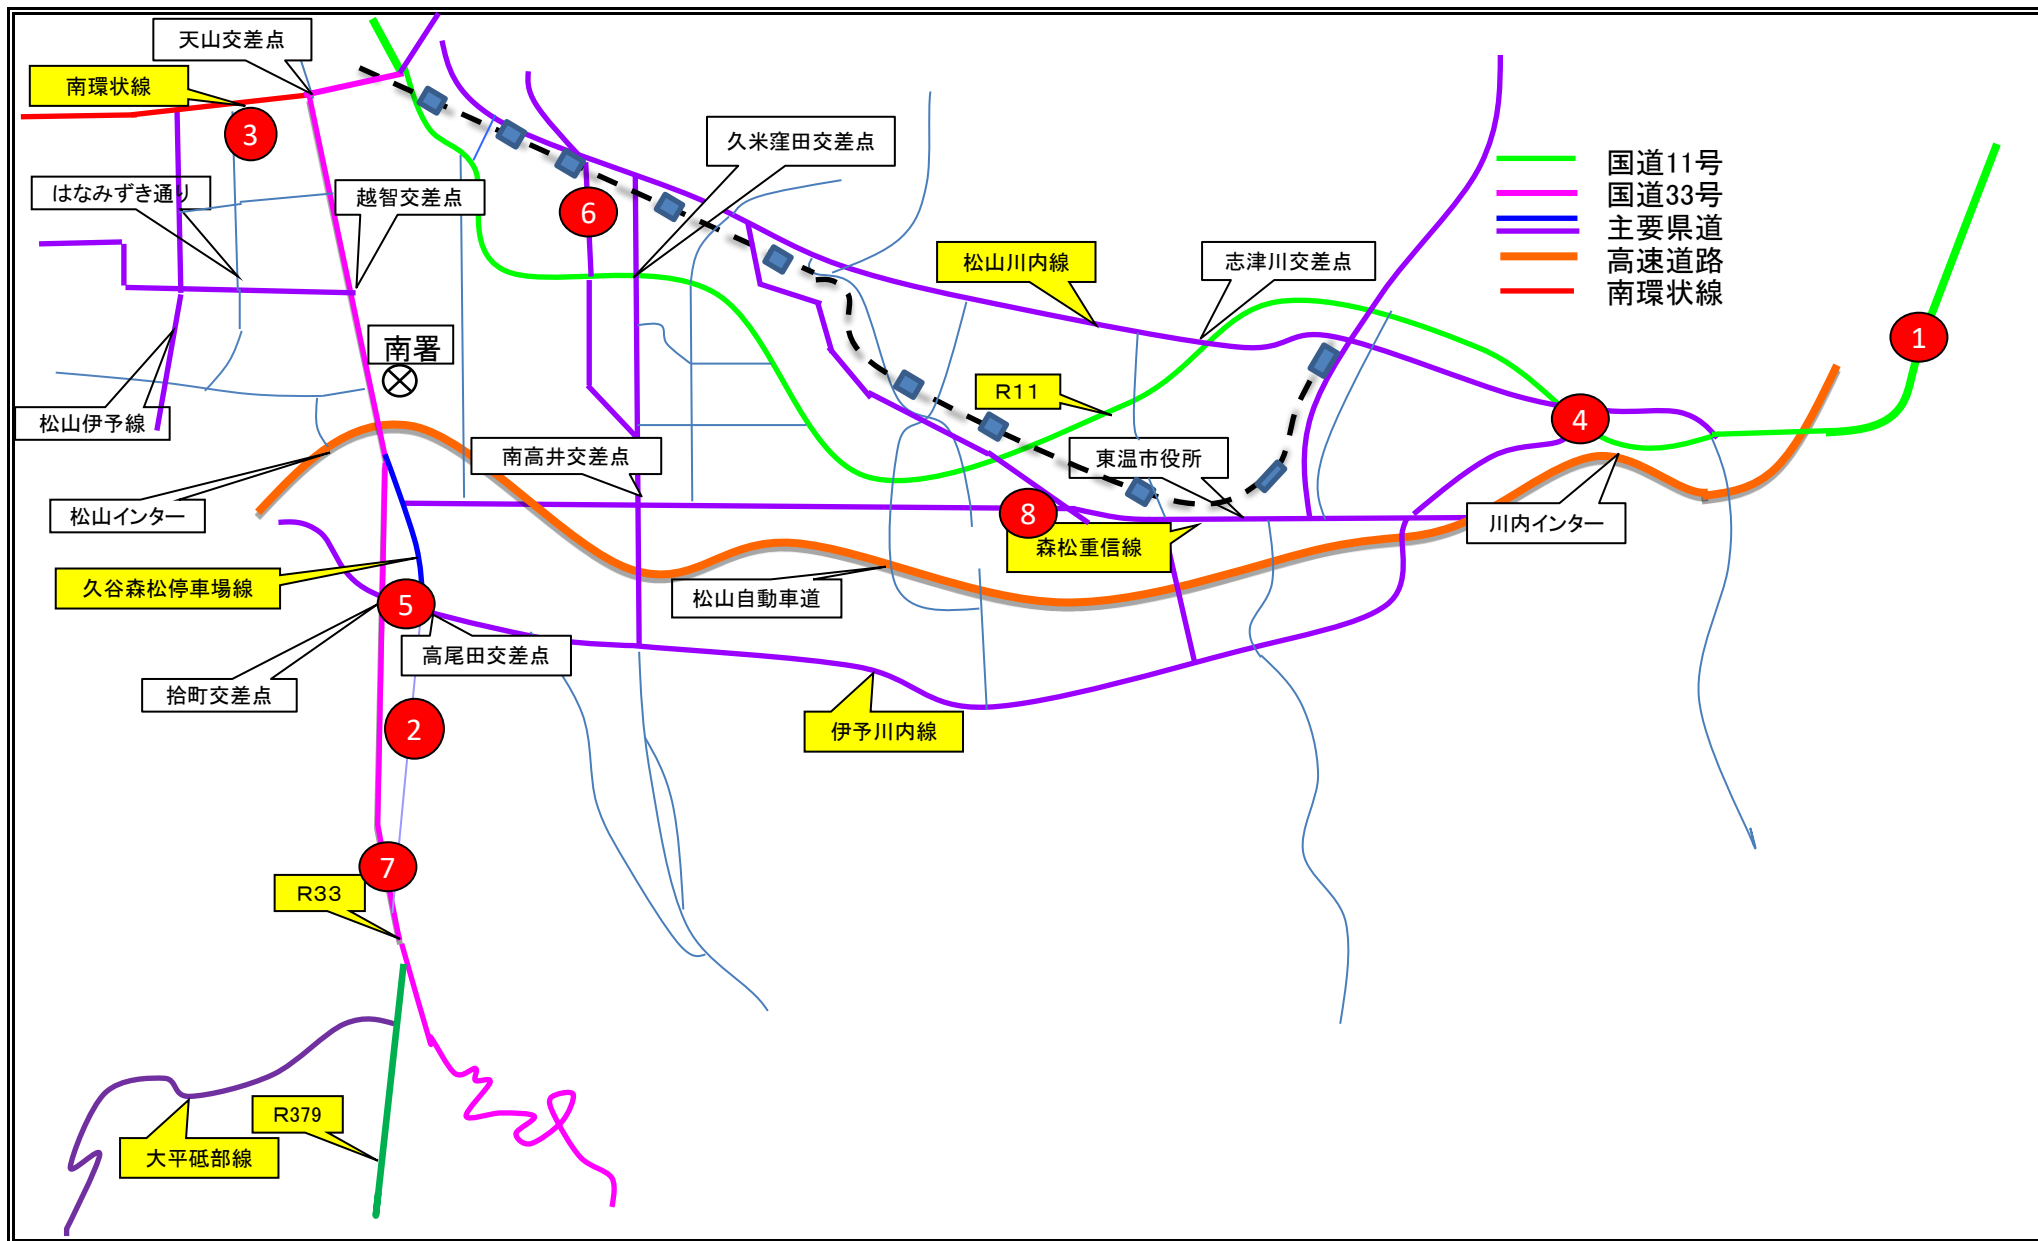 天山交差点
南環状線
3
はなみずき通り
越智交差点
久米窪田交差点
6
松山川内線
志津川交差点
国道11号
国道33号
主要県道
高速道路
南環状線
1
南署
R11
松山伊予線
4
南高井交差点
東温市役所
松山インター
8
川内インター
森松重信線
久谷森松停車場線
5
松山自動車道
高尾田交差点
拾町交差点
2
伊予川内線
7
R33
R379
大平砥部線